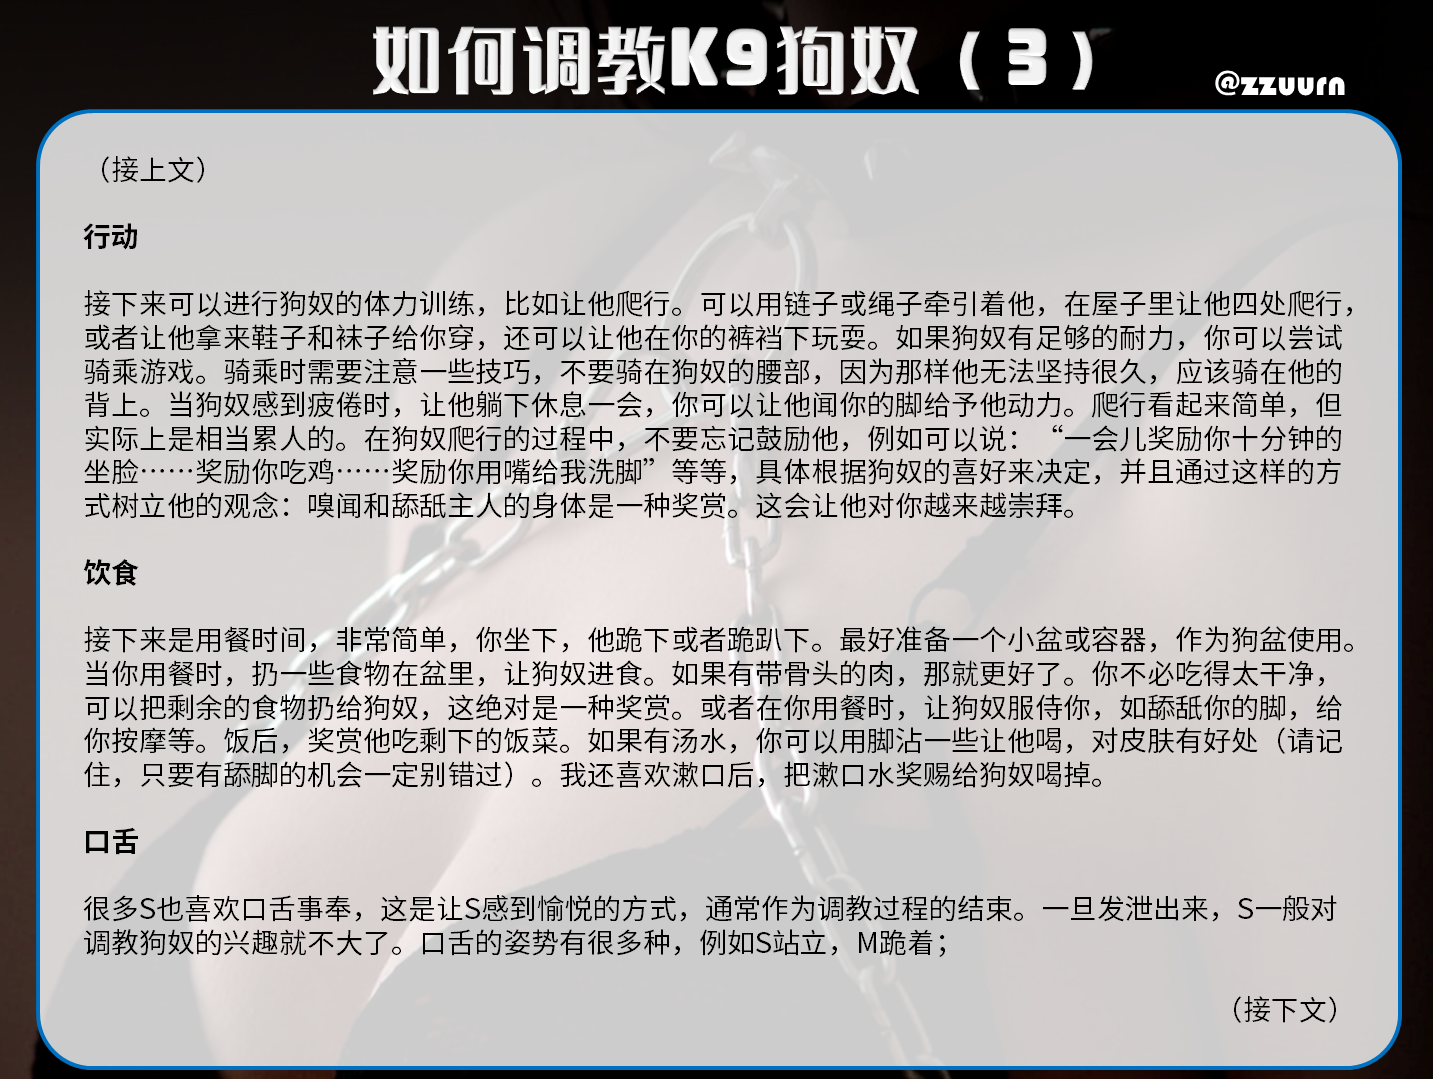 如何调教K9狗奴（3）
@zzuurn
（接上文）
行动
接下来可以进行狗奴的体力训练，比如让他爬行。可以用链子或绳子牵引着他，在屋子里让他四处爬行，
或者让他拿来鞋子和袜子给你穿，还可以让他在你的裤裆下玩耍。如果狗奴有足够的耐力，你可以尝试
骑乘游戏。骑乘时需要注意一些技巧，不要骑在狗奴的腰部，因为那样他无法坚持很久，应该骑在他的
背上。当狗奴感到疲倦时，让他躺下休息一会，你可以让他闻你的脚给予他动力。爬行看起来简单，但
实际上是相当累人的。在狗奴爬行的过程中，不要忘记鼓励他，例如可以说：“一会儿奖励你十分钟的
坐脸……奖励你吃鸡……奖励你用嘴给我洗脚”等等，具体根据狗奴的喜好来决定，并且通过这样的方
式树立他的观念：嗅闻和舔舐主人的身体是一种奖赏。这会让他对你越来越崇拜。
饮食
接下来是用餐时间，非常简单，你坐下，他跪下或者跪趴下。最好准备一个小盆或容器，作为狗盆使用。
当你用餐时，扔一些食物在盆里，让狗奴进食。如果有带骨头的肉，那就更好了。你不必吃得太干净，
可以把剩余的食物扔给狗奴，这绝对是一种奖赏。或者在你用餐时，让狗奴服侍你，如舔舐你的脚，给
你按摩等。饭后，奖赏他吃剩下的饭菜。如果有汤水，你可以用脚沾一些让他喝，对皮肤有好处（请记
住，只要有舔脚的机会一定别错过）。我还喜欢漱口后，把漱口水奖赐给狗奴喝掉。
口舌
很多S也喜欢口舌事奉，这是让S感到愉悦的方式，通常作为调教过程的结束。一旦发泄出来，S一般对
调教狗奴的兴趣就不大了。口舌的姿势有很多种，例如S站立，M跪着；
（接下文）